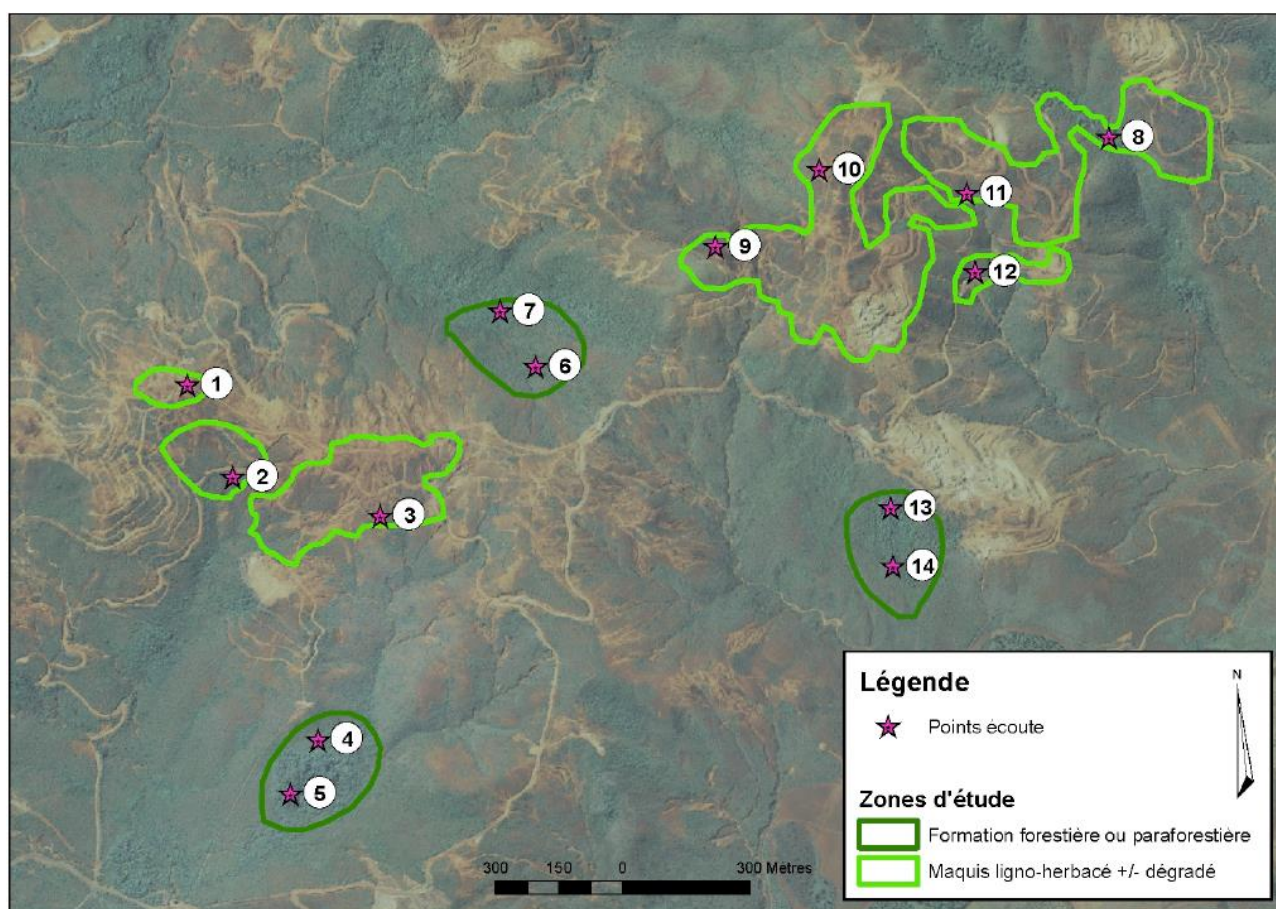 8
10
11
9
12
7
6
1
2
3
13
14
4
5
Légende
N
Points écoute
Zones d'étude
Formation forestière ou paraforestière
Maquis ligno-herbacé +/- dégradé
300 150 0 300 Mètres